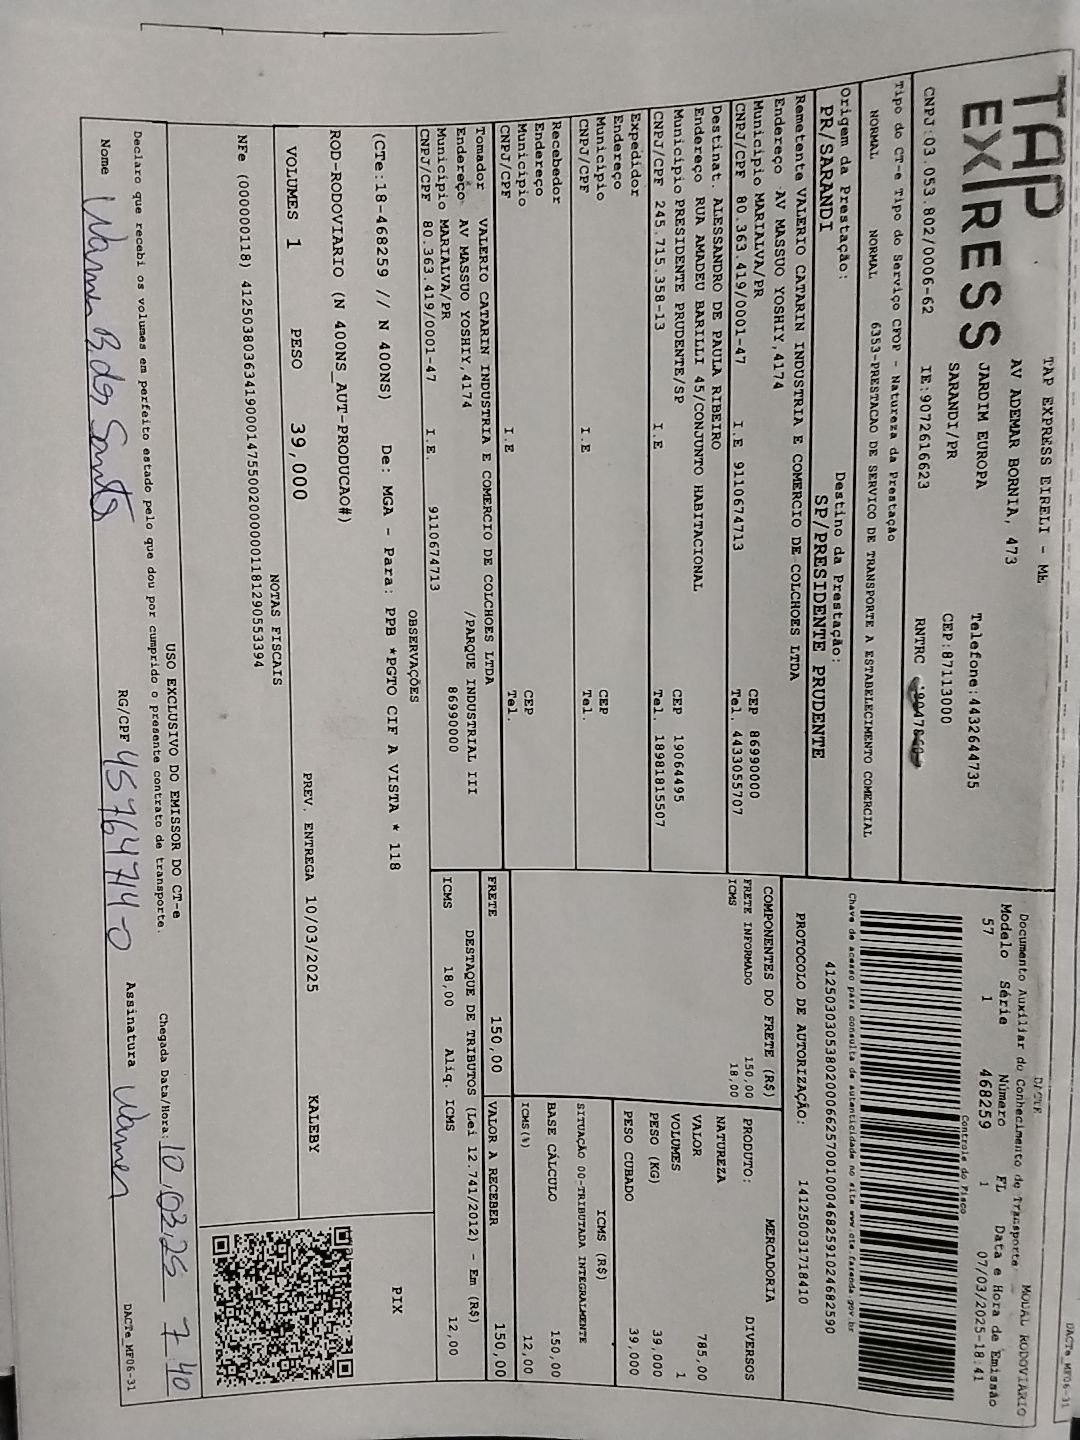 DACTe_MF06-31
TAP
EXPRESS
TAP EXPRESS EIRELI - ME
AV ADEMAR BORNIA, 473
JARDIM EUROPA
SARANDI/PR
Telefone:4432644735
CEP:87113000
CNPJ:03.053.802/0006-62
IE:9072616623
RNTRC
DACTE
Documento Auxiliar do Conhecimento de Transporte
MODAL RODOVIÁRIO
Modelo Série Número FL Data e Hora de Emissão
57 1 468259 1 07/03/2025-18:41
Controle do Fisco
Tipo do CT-e Tipo do Serviço CFOP - Natureza da Prestação
NORMAL NORMAL 6353-PRESTACAO DE SERVICO DE TRANSPORTE A ESTABELECIMENTO COMERCIAL
Chave de acesso para consulta de autenticidade no site www.cte.fazenda.gov.br
41250303053802000662570010004682591024682590
Origem da Prestação:
PR/SARANDI
Destino da Prestação:
SP/PRESIDENTE PRUDENTE
PROTOCOLO DE AUTORIZAÇÃO:
141250031718410
Remetente VALERIO CATARIN INDUSTRIA E COMERCIO DE COLCHOES LTDA
Endereço AV MASSUO YOSHIY,4174
Município MARIALVA/PR CEP 86990000
CNPJ/CPF 80.363.419/0001-47 I.E 9110674713 Tel. 4433055707
Destinat. ALESSANDRO DE PAULA RIBEIRO
Endereço RUA AMADEU BARILLI 45/CONJUNTO HABITACIONAL
Município PRESIDENTE PRUDENTE/SP CEP 19064495
CNPJ/CPF 245.715.358-13 I.E Tel. 18981815507
Expedidor
Endereço
Município CEP
CNPJ/CPF I.E Tel.
Recebedor
Endereço
Município CEP
CNPJ/CPF I.E Tel.
Tomador VALERIO CATARIN INDUSTRIA E COMERCIO DE COLCHOES LTDA
Endereço AV MASSUO YOSHIY,4174 /PARQUE INDUSTRIAL III
Município MARIALVA/PR 86990000
CNPJ/CPF 80.363.419/0001-47 I.E. 9110674713
COMPONENTES DO FRETE (R$)
FRETE INFORMADO 150,00
ICMS 18,00
MERCADORIA
PRODUTO: DIVERSOS
NATUREZA
VALOR 785,00
VOLUMES 1
PESO (KG) 39,000
PESO CUBADO 39,000
ICMS (R$)
SITUAÇÃO 00-TRIBUTADA INTEGRALMENTE
BASE CÁLCULO 150,00
ICMS(%) 12,00
FRETE 150,00 VALOR A RECEBER 150,00
DESTAQUE DE TRIBUTOS (Lei 12.741/2012) - Em (R$)
ICMS 18,00 Aliq. ICMS 12,00
OBSERVAÇÕES
(CTe:18-468259 // N 400NS) De: MGA - Para: PPB *PGTO CIF A VISTA * 118
ROD-RODOVIARIO (N 400NS_AUT-PRODUCAO#)
PIX
VOLUMES 1 PESO 39,000 PREV. ENTREGA 10/03/2025 KALEBY
NOTAS FISCAIS
NFe (000000118) 41250380363419000147550020000001181290553394
USO EXCLUSIVO DO EMISSOR DO CT-e
Declaro que recebi os volumes em perfeito estado pelo que dou por cumprido o presente contrato de transporte.
Chegada Data/Hora: 10.03.25 7:40
Nome
RG/CPF 45764714-0
Assinatura
DACTe_MF06-31